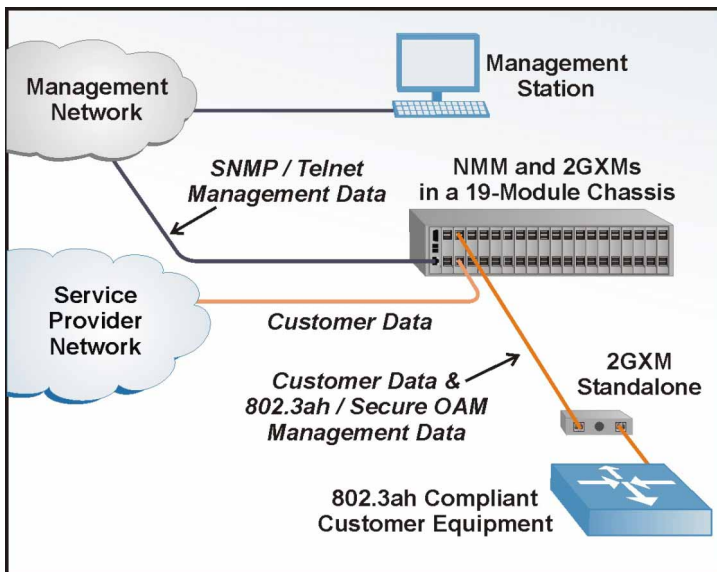 Management
Network
Management
Station
SNMP / Telnet
Management Data
NMM and 2GXMs
in a 19-Module Chassis
Service
Provider
Network
Customer Data
Customer Data &
802.3ah / Secure OAM
Management Data
2GXM
Standalone
802.3ah Compliant
Customer Equipment